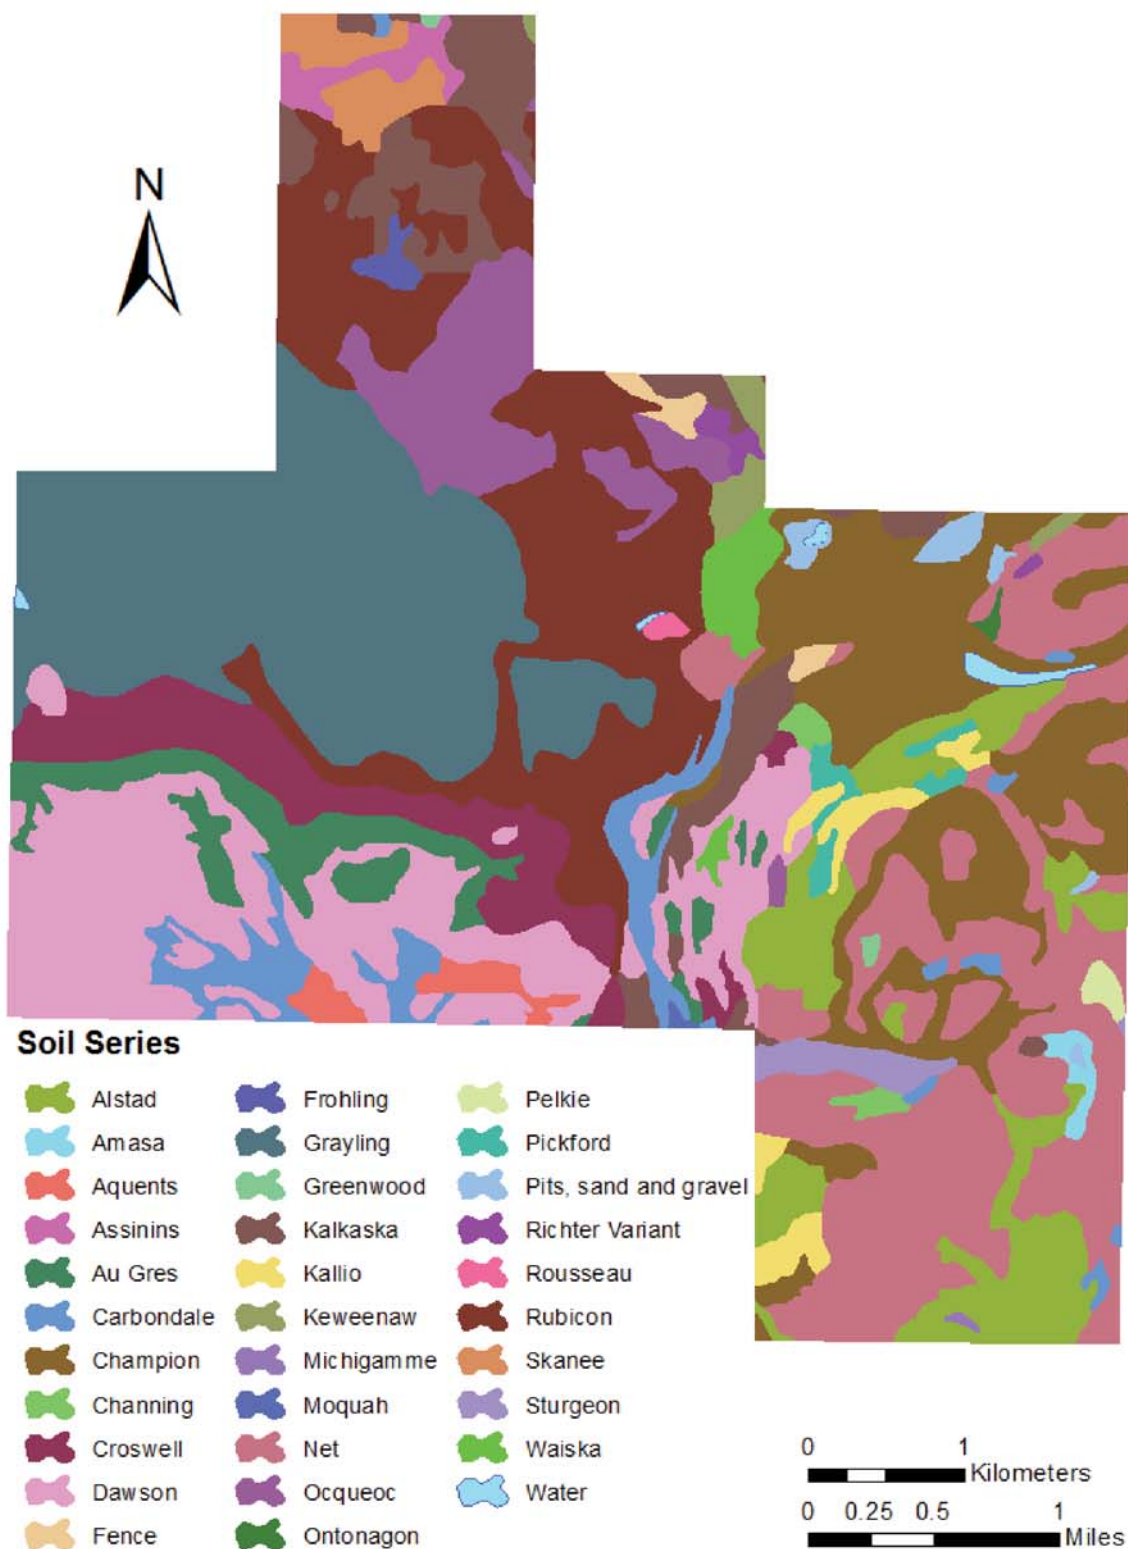 N
Soil Series
Alstad
Amasa
Aquents
Assinins
Au Gres
Carbondale
Champion
Channing
Croswell
Dawson
Fence
Frohling
Grayling
Greenwood
Kalkaska
Kallio
Keweenaw
Michigamme
Moquah
Net
Ocqueoc
Ontonagon
Pelkie
Pickford
Pits, sand and gravel
Richter Variant
Rousseau
Rubicon
Skanee
Sturgeon
Waiska
Water
0 1
Kilometers
0 0.25 0.5 1
Miles